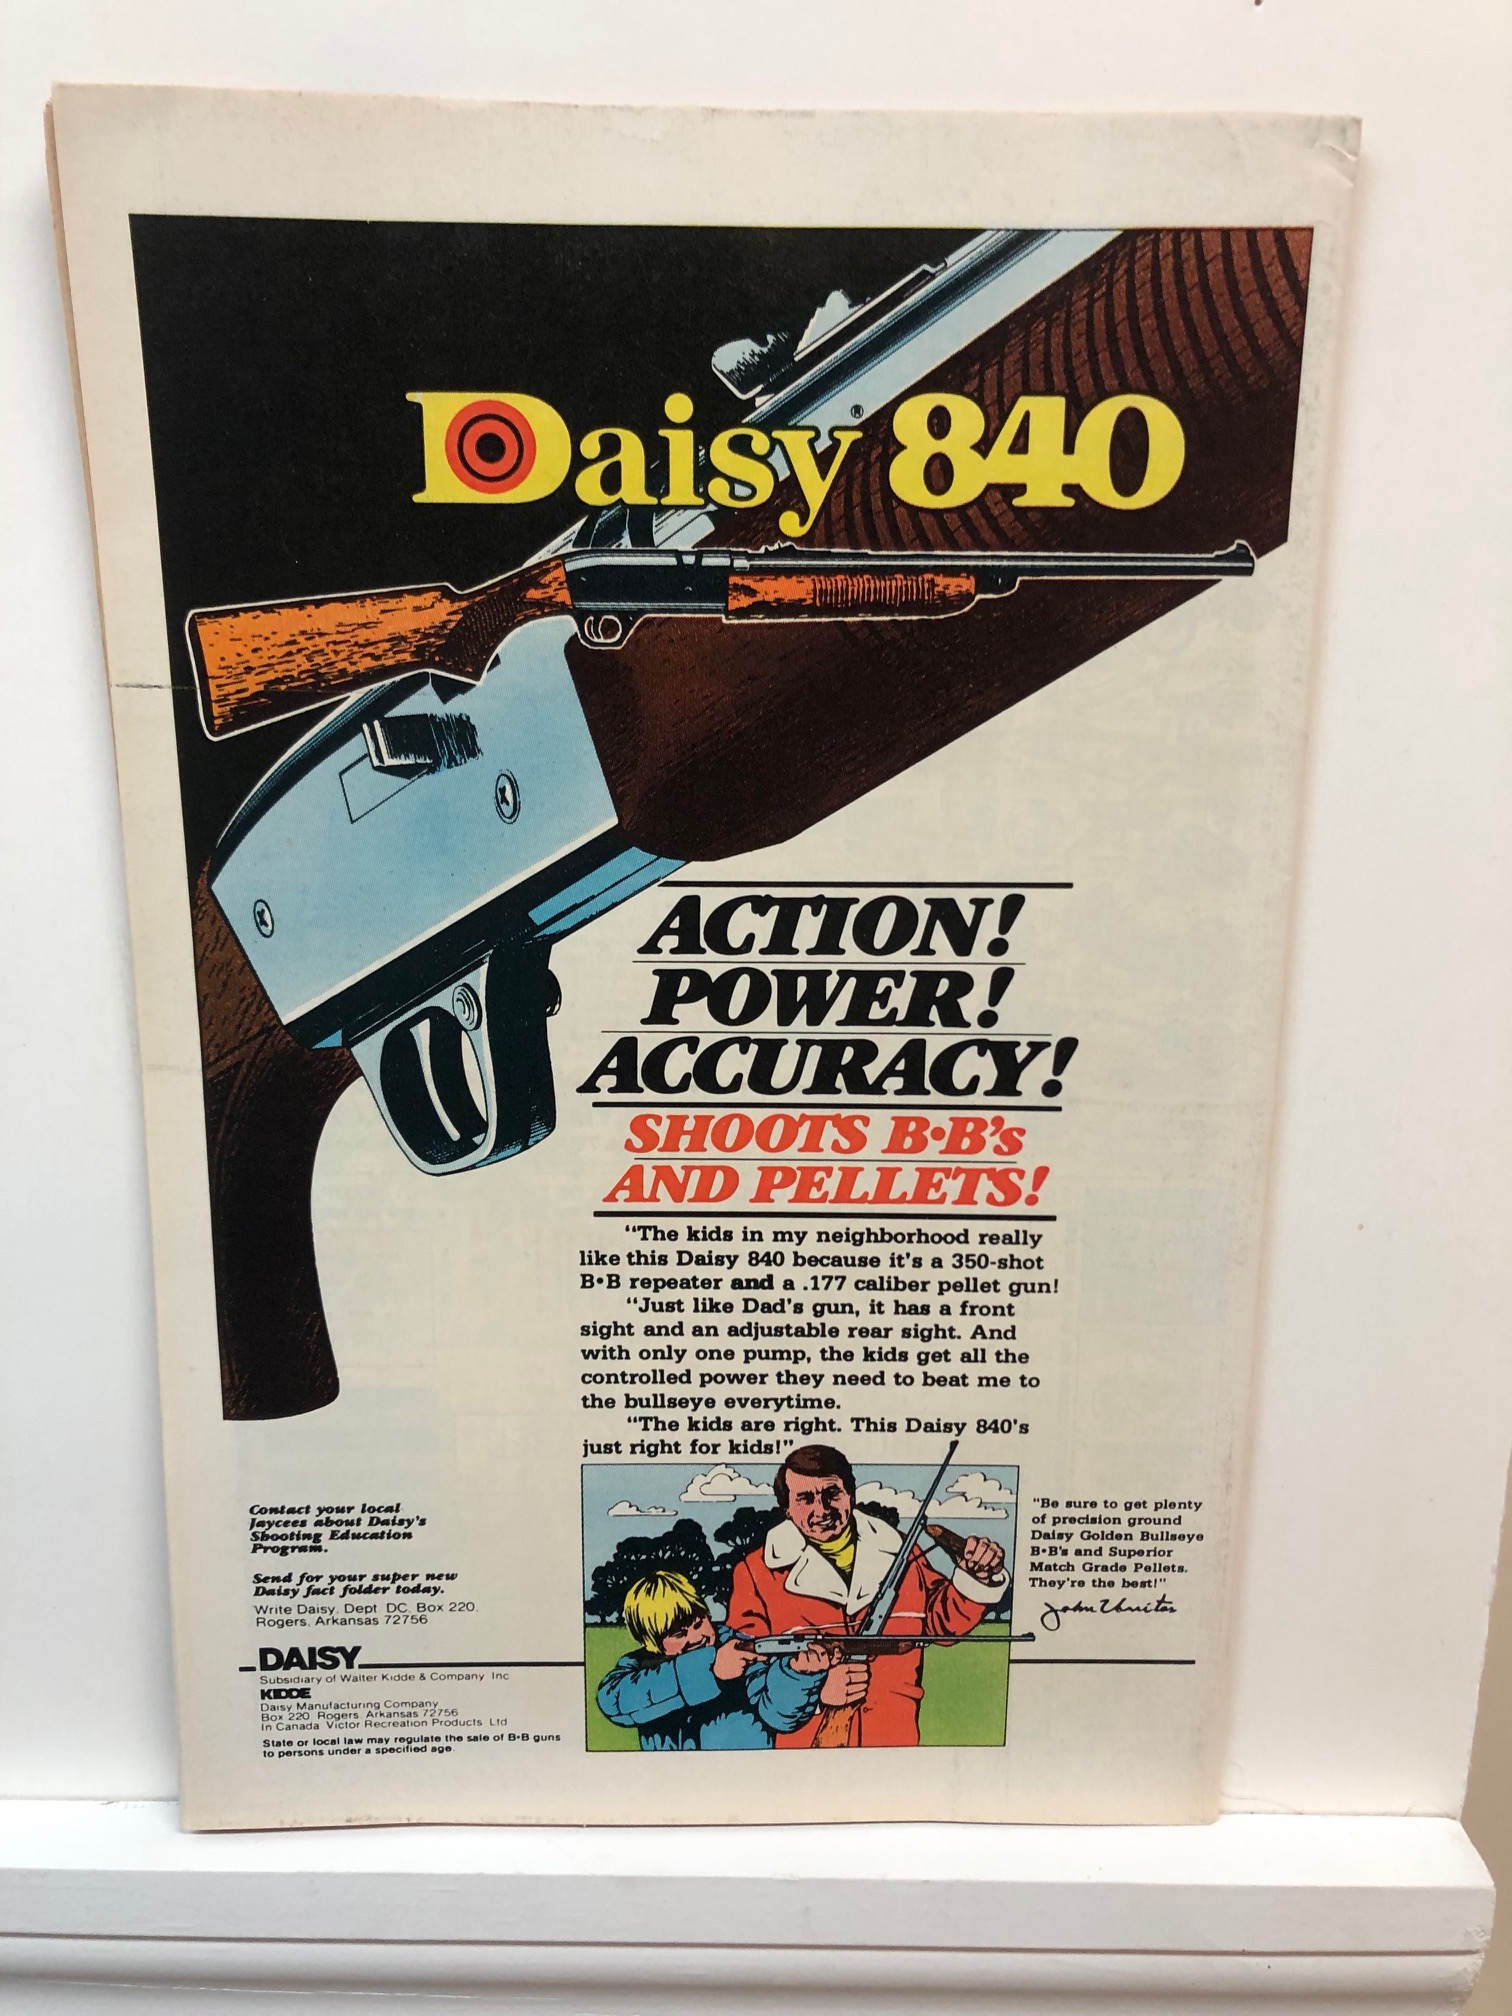 Daisy® 840
ACTION!
POWER!
ACCURACY!
SHOOTS B•B's
AND PELLETS!
"The kids in my neighborhood really
like this Daisy 840 because it's a 350-shot
B•B repeater and a .177 caliber pellet gun!
"Just like Dad's gun, it has a front
sight and an adjustable rear sight. And
with only one pump, the kids get all the
controlled power they need to beat me to
the bullseye everytime.
"The kids are right. This Daisy 840's
just right for kids!"
"Be sure to get plenty
of precision ground
Daisy Golden Bullseye
B•B's and Superior
Match Grade Pellets.
They're the best!"
John Unitas
Contact your local
Jaycees about Daisy's
Shooting Education
Program.
Send for your super new
Daisy fact folder today.
Write Daisy, Dept. DC, Box 220,
Rogers, Arkansas 72756
DAISY
Subsidiary of Walter Kidde & Company Inc
KIDDE
Daisy Manufacturing Company
Box 220 Rogers, Arkansas 72756
In Canada Victor Recreation Products Ltd
State or local law may regulate the sale of B•B guns
to persons under a specified age.